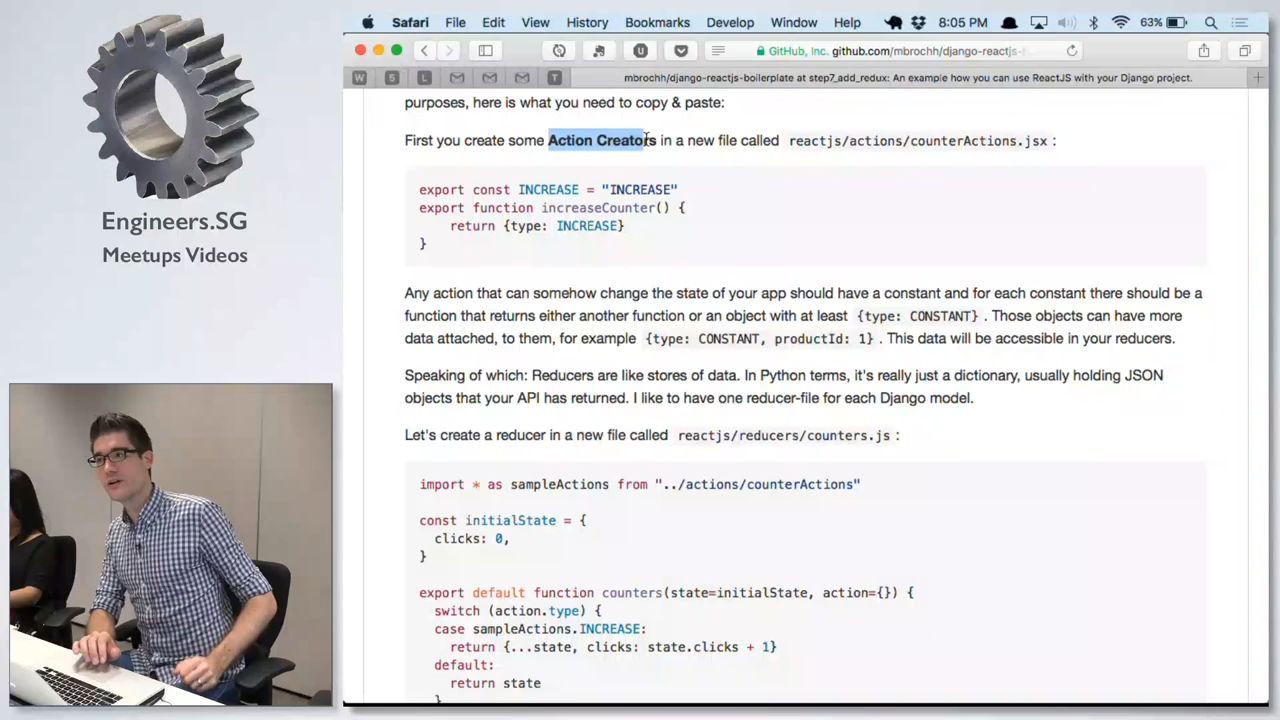 Engineers.SG
Meetups Videos
Safari File Edit View History Bookmarks Develop Window Help 8:05 PM 63%
GitHub, Inc. github.com/mbrochh/django-reactjs-
W 5 L T mbrochh/django-reactjs-boilerplate at step7_add_redux: An example how you can use ReactJS with your Django project.
purposes, here is what you need to copy & paste:
First you create some Action Creators in a new file called reactjs/actions/counterActions.jsx :
export const INCREASE = "INCREASE"
export function increaseCounter() {
return {type: INCREASE}
}
Any action that can somehow change the state of your app should have a constant and for each constant there should be a
function that returns either another function or an object with at least {type: CONSTANT} . Those objects can have more
data attached, to them, for example {type: CONSTANT, productId: 1} . This data will be accessible in your reducers.
Speaking of which: Reducers are like stores of data. In Python terms, it's really just a dictionary, usually holding JSON
objects that your API has returned. I like to have one reducer-file for each Django model.
Let's create a reducer in a new file called reactjs/reducers/counters.js :
import * as sampleActions from "../actions/counterActions"
const initialState = {
clicks: 0,
}
export default function counters(state=initialState, action={}) {
switch (action.type) {
case sampleActions.INCREASE:
return {...state, clicks: state.clicks + 1}
default:
return state
}